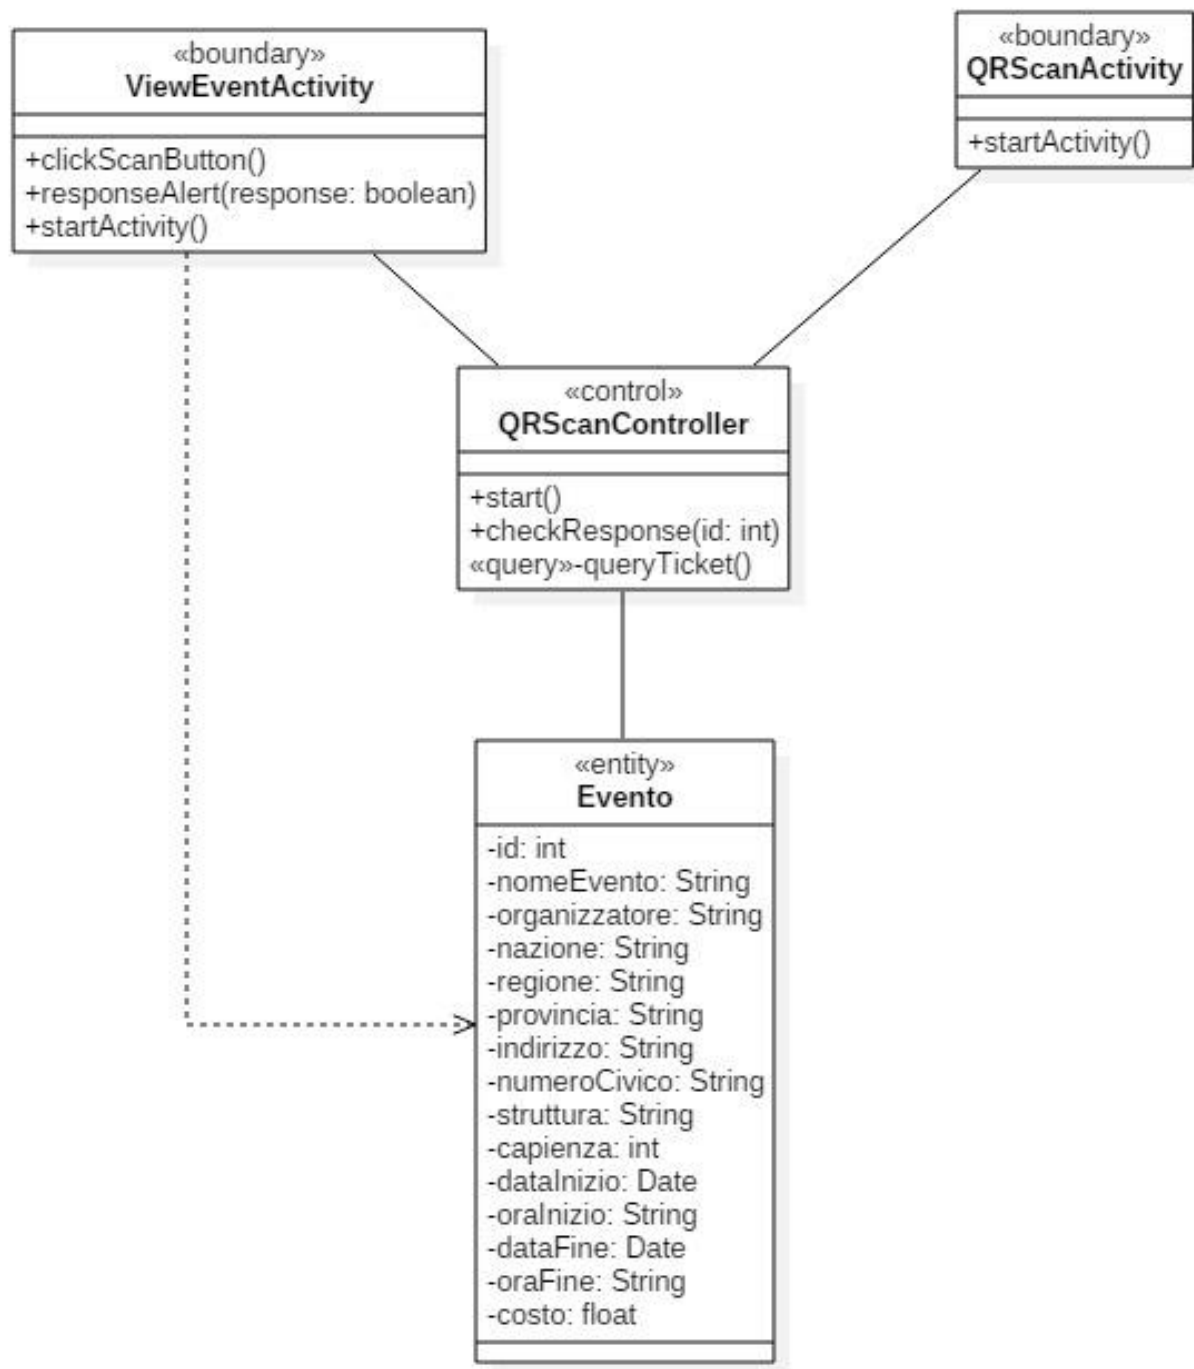 «boundary»
ViewEventActivity
+clickScanButton()
+responseAlert(response: boolean)
+startActivity()
«boundary»
QRScanActivity
+startActivity()
«control»
QRScanController
+start()
+checkResponse(id: int)
«query»-queryTicket()
«entity»
Evento
-id: int
-nomeEvento: String
-organizzatore: String
-nazione: String
-regione: String
-provincia: String
-indirizzo: String
-numeroCivico: String
-struttura: String
-capienza: int
-dataInizio: Date
-oraInizio: String
-dataFine: Date
-oraFine: String
-costo: float